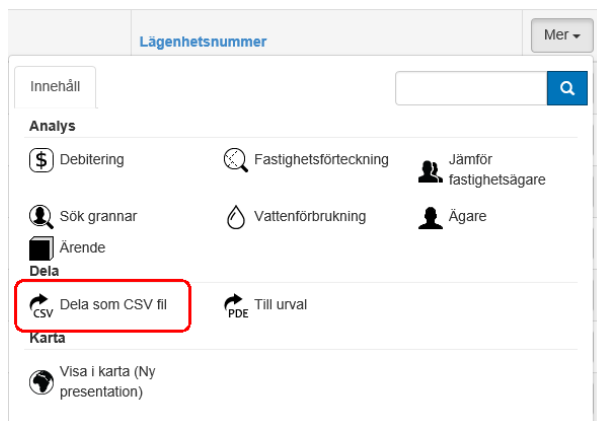 Lägenhetsnummer
Mer
Innehåll
Analys
Debitering
Fastighetsförteckning
Jämför
fastighetsägare
Sök grannar
Vattenförbrukning
Ägare
Ärende
Dela
CSV Dela som CSV fil
PDE Till urval
Karta
Visa i karta (Ny
presentation)